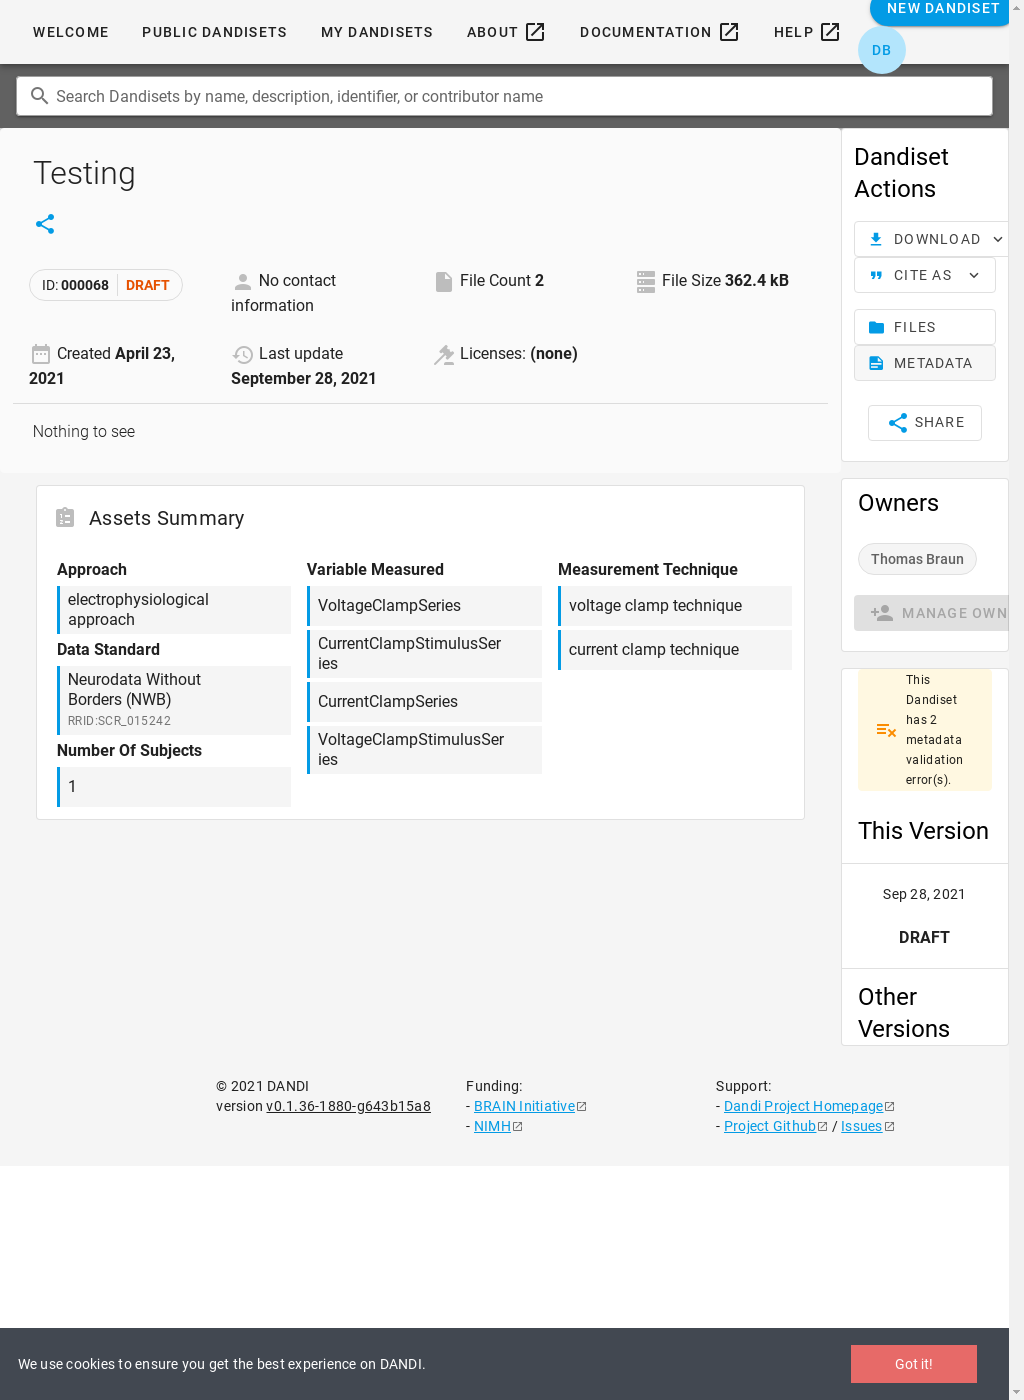 WELCOME PUBLIC DANDISETS MY DANDISETS ABOUT DOCUMENTATION HELP NEW DANDISET
DB
Search Dandisets by name, description, identifier, or contributor name
Testing
ID: 000068 DRAFT
No contact
information
File Count 2
File Size 362.4 kB
Created April 23,
2021
Last update
September 28, 2021
Licenses: (none)
Nothing to see
Assets Summary
Approach
electrophysiological
approach
Data Standard
Neurodata Without
Borders (NWB)
RRID:SCR_015242
Number Of Subjects
1
Variable Measured
VoltageClampSeries
CurrentClampStimulusSer
ies
CurrentClampSeries
VoltageClampStimulusSer
ies
Measurement Technique
voltage clamp technique
current clamp technique
Dandiset
Actions
DOWNLOAD
CITE AS
FILES
METADATA
SHARE
Owners
Thomas Braun
MANAGE OWN
This
Dandiset
has 2
metadata
validation
error(s).
This Version
Sep 28, 2021
DRAFT
Other
Versions
© 2021 DANDI
version v0.1.36-1880-g643b15a8
Funding:
- BRAIN Initiative
- NIMH
Support:
- Dandi Project Homepage
- Project Github / Issues
We use cookies to ensure you get the best experience on DANDI.
Got it!